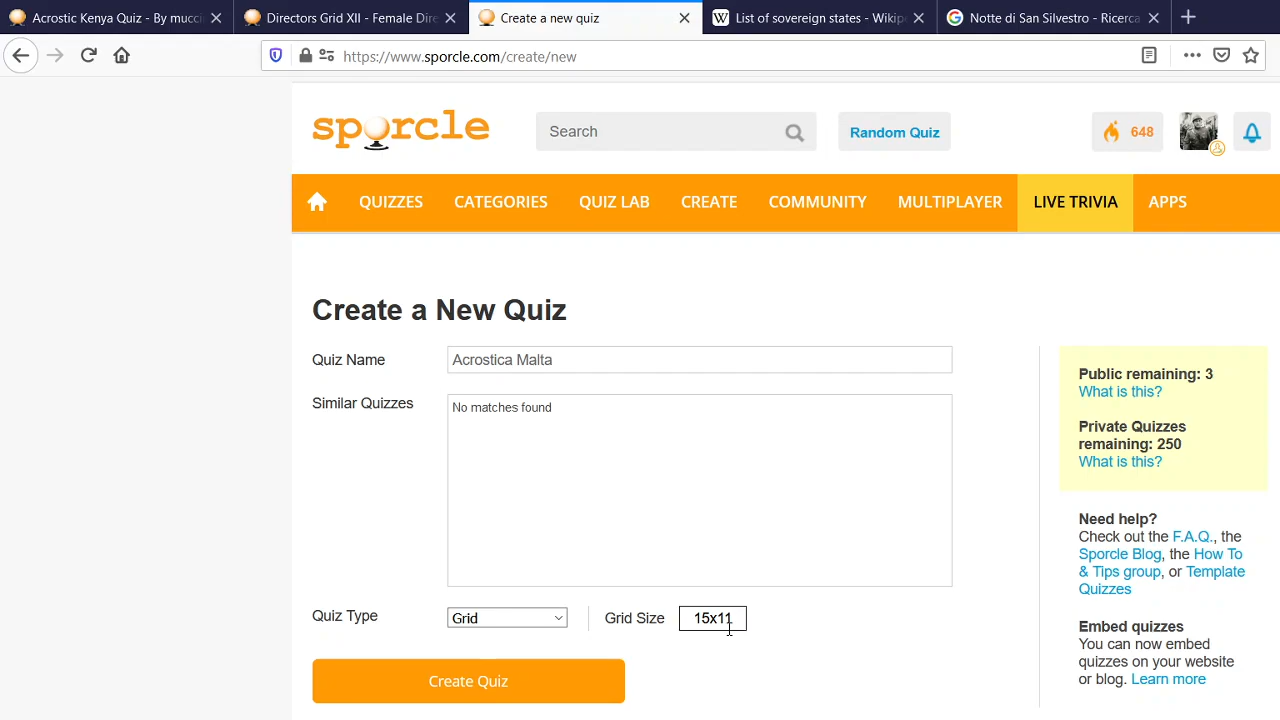 Acrostic Kenya Quiz - By mucci
Directors Grid XII - Female Dire
Create a new quiz
List of sovereign states - Wikipe
Notte di San Silvestro - Ricerca
https://www.sporcle.com/create/new
sporcle
Search
Random Quiz
648
QUIZZES
CATEGORIES
QUIZ LAB
CREATE
COMMUNITY
MULTIPLAYER
LIVE TRIVIA
APPS
Create a New Quiz
Quiz Name
Acrostica Malta
Similar Quizzes
No matches found
Quiz Type
Grid
Grid Size
15x11
Create Quiz
Public remaining: 3
What is this?
Private Quizzes
remaining: 250
What is this?
Need help?
Check out the F.A.Q., the
Sporcle Blog, the How To
& Tips group, or Template
Quizzes
Embed quizzes
You can now embed
quizzes on your website
or blog. Learn more